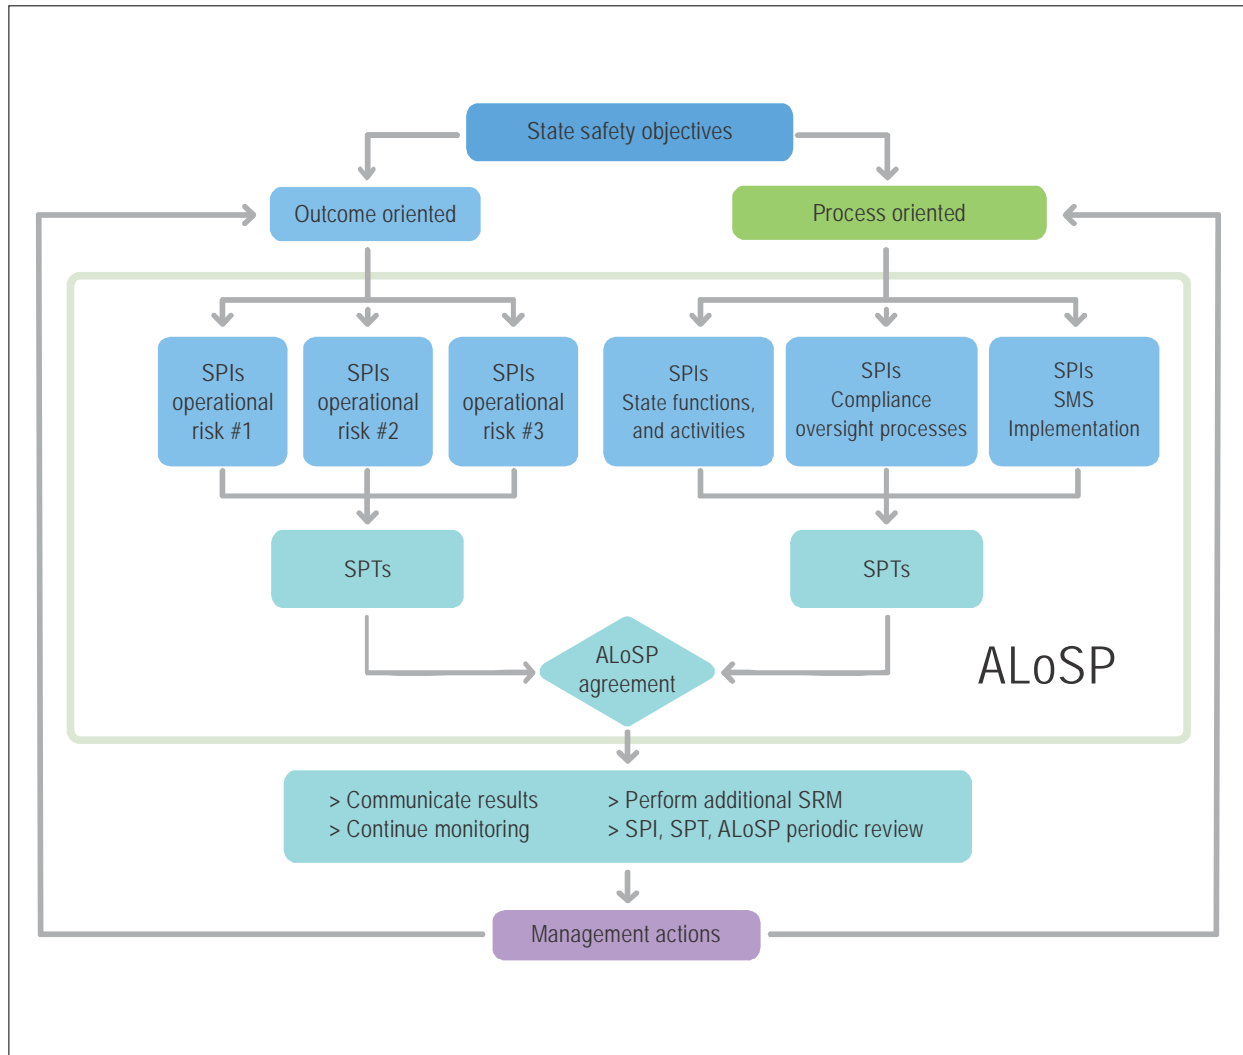 State safety objectives
Outcome oriented
Process oriented
SPIs
operational
risk #1
SPIs
operational
risk #2
SPIs
operational
risk #3
SPIs
State functions,
and activities
SPIs
Compliance
oversight processes
SPIs
SMS
Implementation
SPTs
SPTs
ALoSP
agreement
ALoSP
> Communicate results
> Continue monitoring
> Perform additional SRM
> SPI, SPT, ALoSP periodic review
Management actions